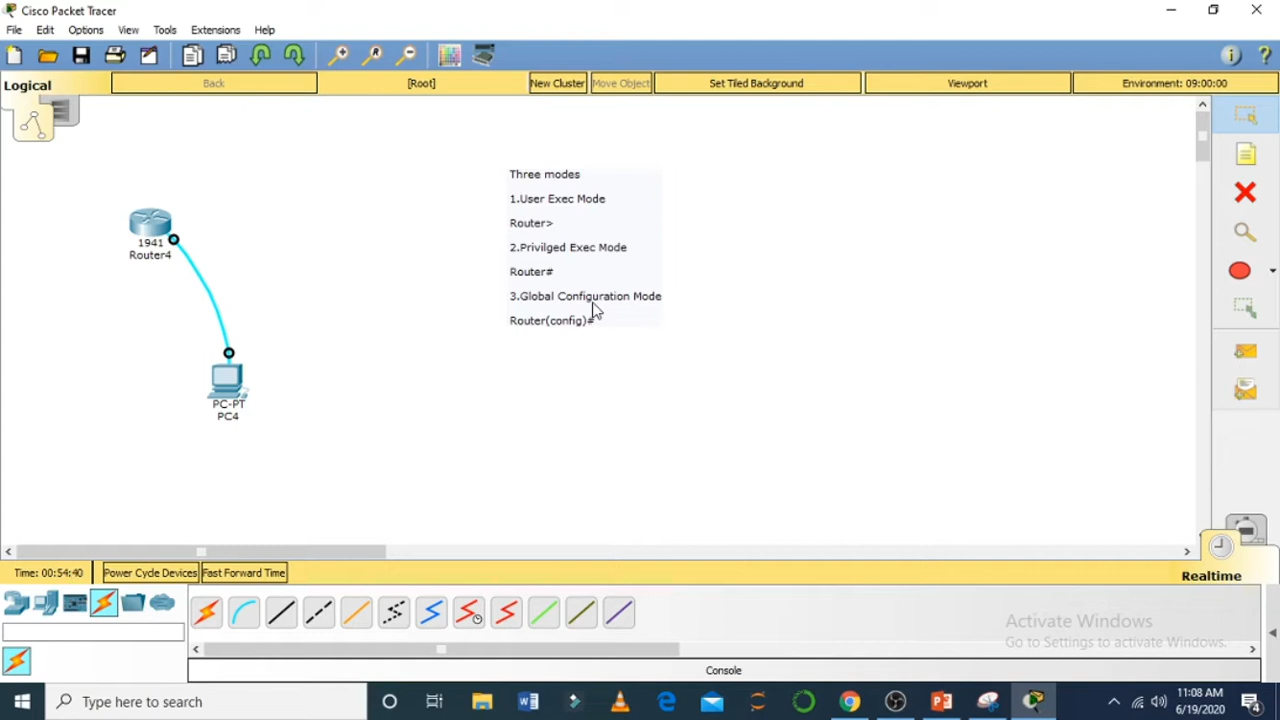 Cisco Packet Tracer
File Edit Options View Tools Extensions Help
Logical
Back
[Root]
New Cluster
Move Object
Set Tiled Background
Viewport
Environment: 09:00:00
Three modes
1.User Exec Mode
Router>
2.Privilged Exec Mode
Router#
3.Global Configuration Mode
Router(config)#
1941
Router4
PC-PT
PC4
Time: 00:54:40
Power Cycle Devices
Fast Forward Time
Realtime
Activate Windows
Go to Settings to activate Windows.
Console
Type here to search
11:08 AM
6/19/2020
4